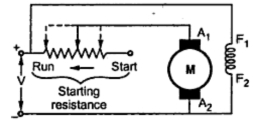 A₁
F₁
+
Run
Start
M
V
Starting
resistance
F₂
A₂
−